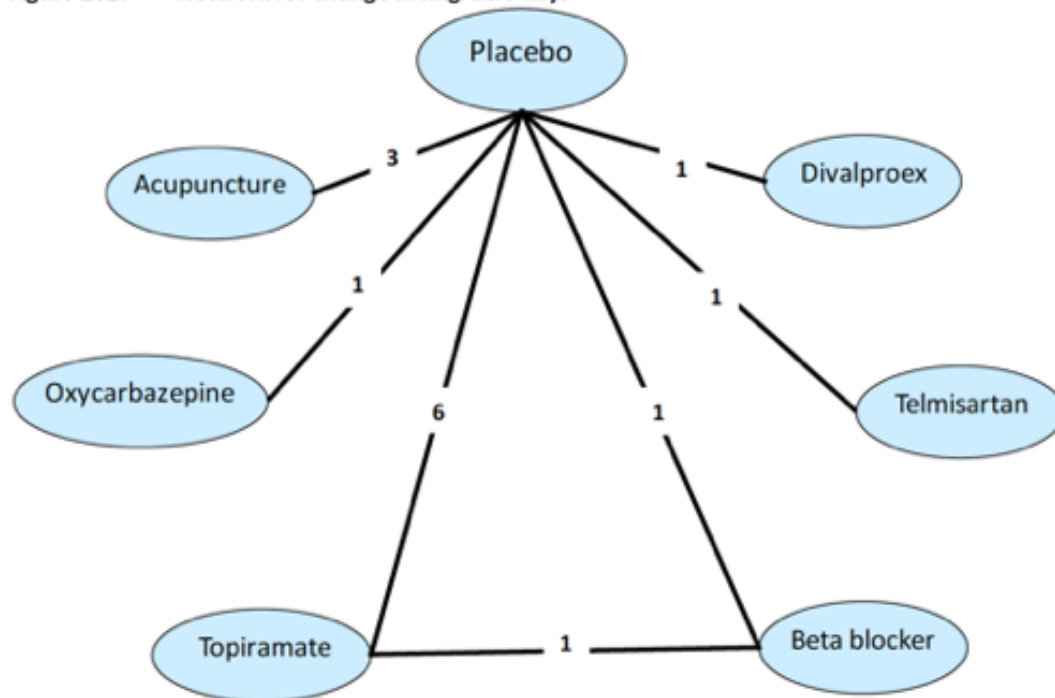 Placebo
3
1
Acupuncture
Divalproex
1
1
Oxycarbazepine
Telmisartan
6
1
Topiramate
1
Beta blocker